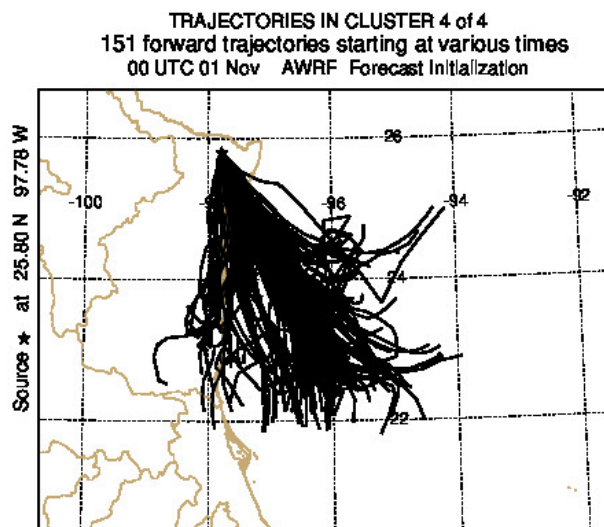 TRAJECTORIES IN CLUSTER 4 of 4
151 forward trajectories starting at various times
00 UTC 01 Nov AWRF Forecast Initialization
Source ★ at 25.80 N 97.78 W
26
-100
-96
-94
-92
24
22